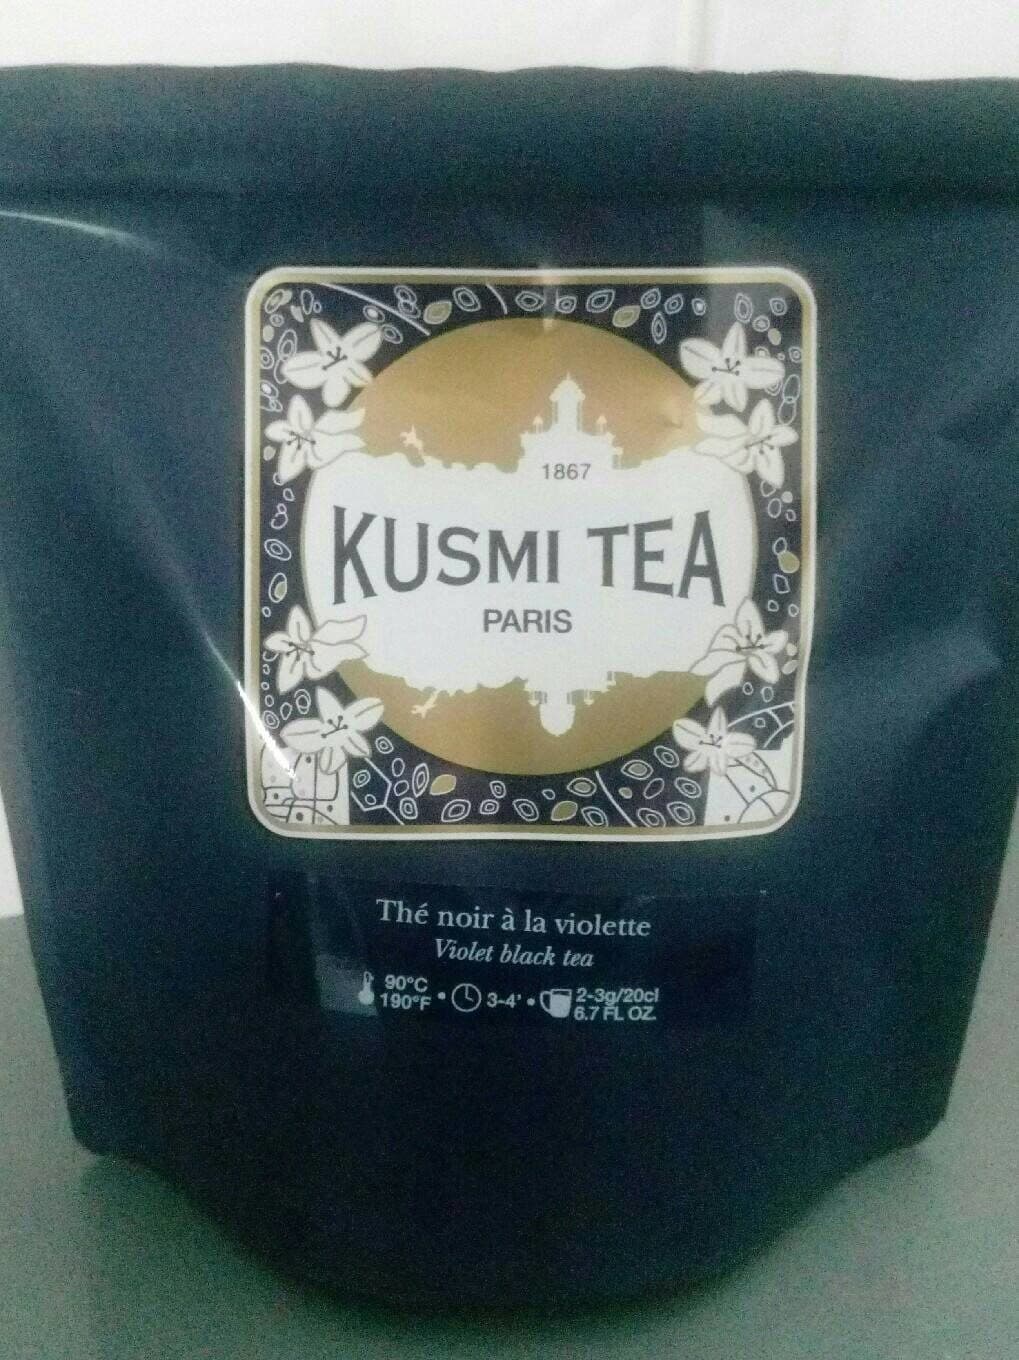 1867
KUSMI TEA
PARIS
Thé noir à la violette
Violet black tea
90°C
190°F • 3-4' • 2-3g/20cl
6.7 FL OZ.